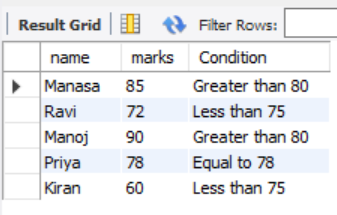 Result Grid Filter Rows:
name marks Condition
Manasa 85 Greater than 80
Ravi 72 Less than 75
Manoj 90 Greater than 80
Priya 78 Equal to 78
Kiran 60 Less than 75